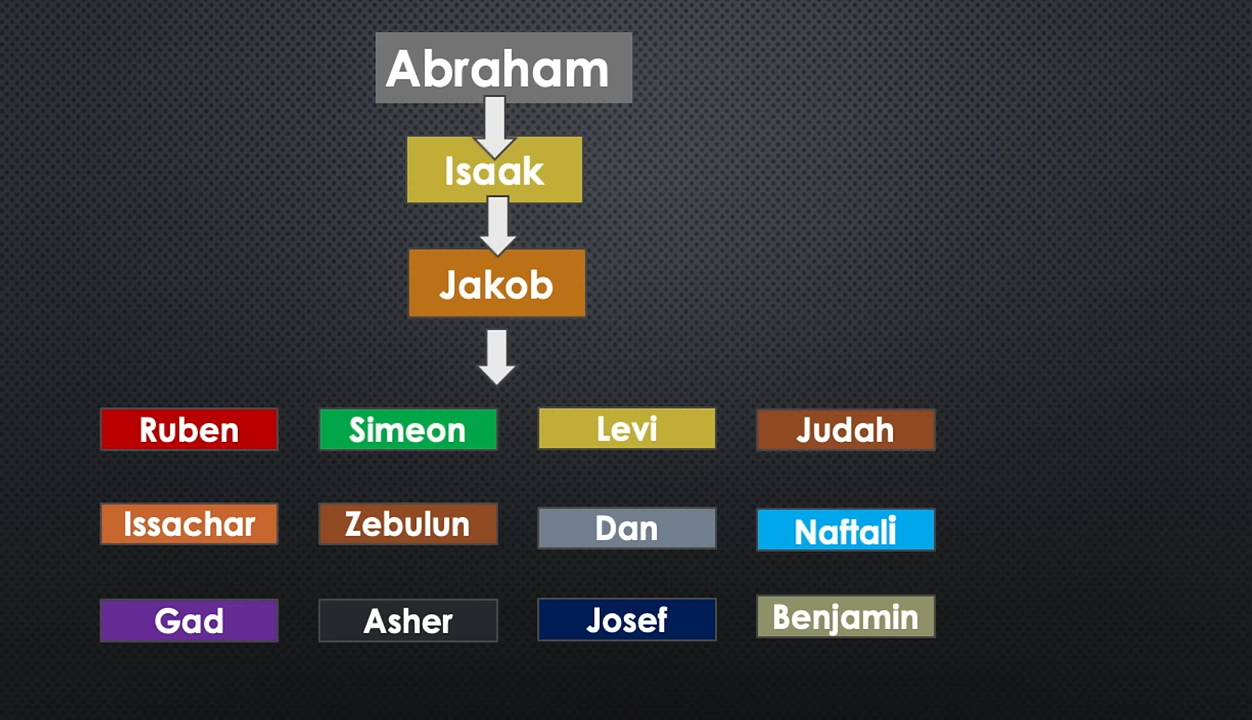 Abraham
Isaak
Jakob
Ruben Simeon Levi Judah
Issachar Zebulun Dan Naftali
Gad Asher Josef Benjamin